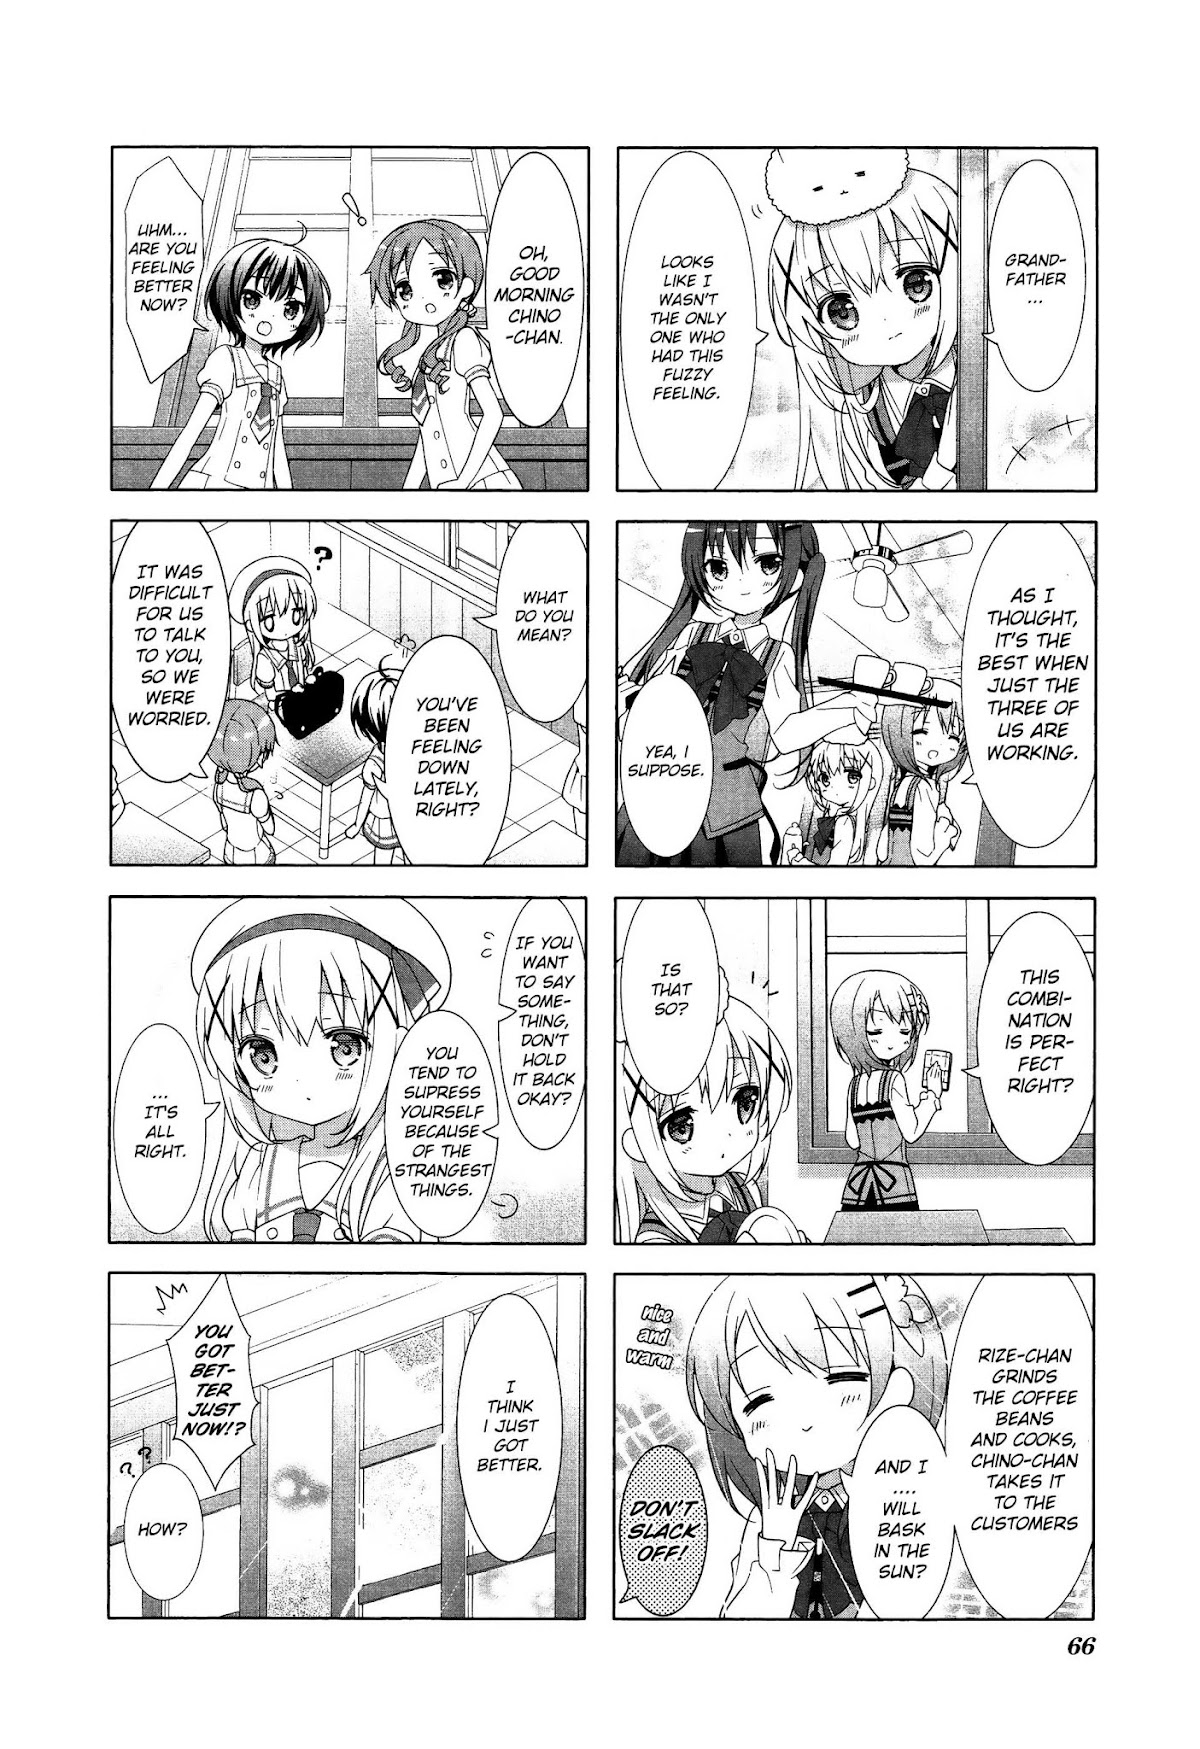 GRAND-
FATHER
...
LOOKS
LIKE I
WASN'T
THE ONLY
ONE WHO
HAD THIS
FUZZY
FEELING.
AS I
THOUGHT,
IT'S THE
BEST WHEN
JUST THE
THREE OF
US ARE
WORKING.
YEA, I
SUPPOSE.
THIS
COMBI-
NATION
IS PER-
FECT
RIGHT?
IS
THAT
SO?
RIZE-CHAN
GRINDS
THE COFFEE
BEANS
AND COOKS,
CHINO-CHAN
TAKES IT
TO THE
CUSTOMERS
AND I
....
WILL
BASK
IN THE
SUN?
nice
and
warm
DON'T
SLACK
OFF!
OH,
GOOD
MORNING
CHINO
-CHAN.
!
UHM...
ARE YOU
FEELING
BETTER
NOW?
WHAT
DO YOU
MEAN?
?
YOU'VE
BEEN
FEELING
DOWN
LATELY,
RIGHT?
IT WAS
DIFFICULT
FOR US
TO TALK
TO YOU,
SO WE
WERE
WORRIED.
IF YOU
WANT
TO SAY
SOME-
THING,
DON'T
HOLD
IT BACK
OKAY?
YOU
TEND TO
SUPRESS
YOURSELF
BECAUSE
OF THE
STRANGEST
THINGS.
...
IT'S
ALL
RIGHT.
I
THINK
I JUST
GOT
BETTER.
YOU
GOT
BET-
TER
JUST
NOW!?
? ?
HOW?
66